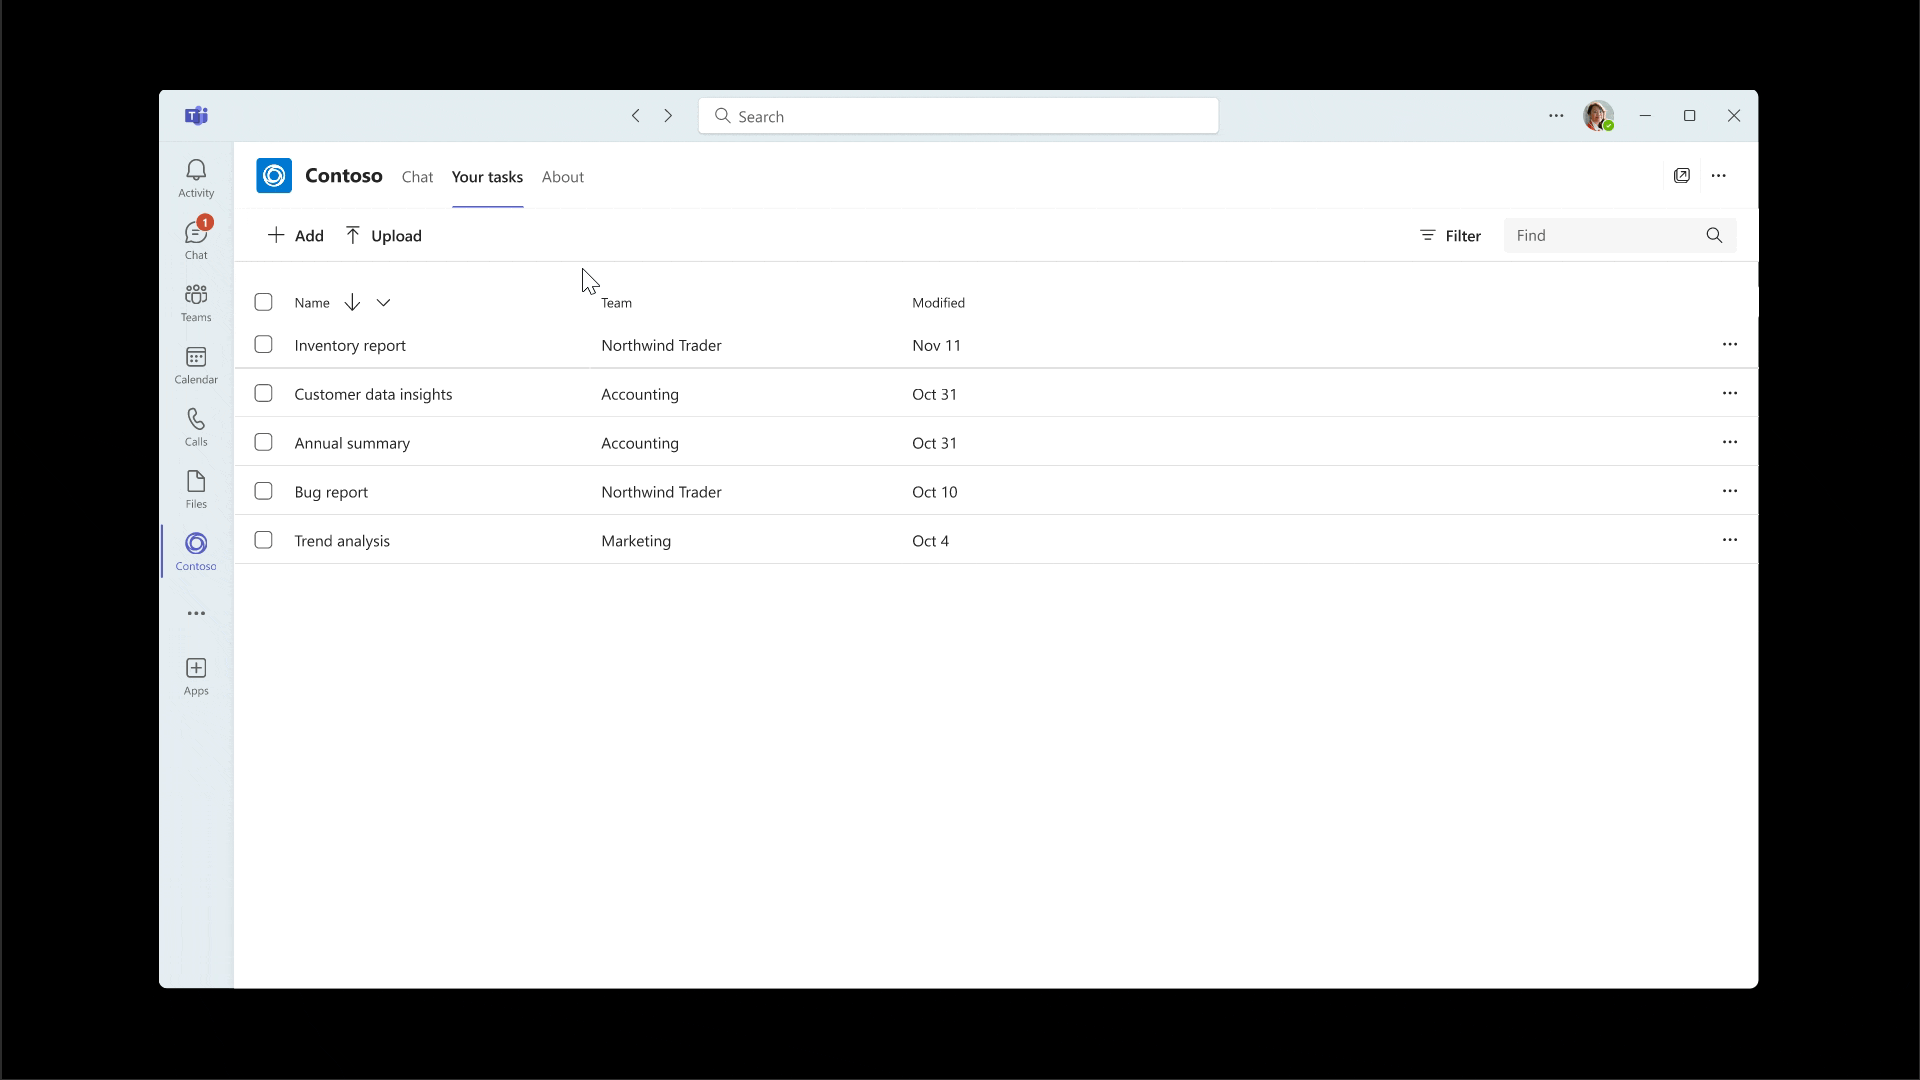 Search
Activity
1
Chat
Teams
Calendar
Calls
Files
Contoso
Apps
Contoso Chat Your tasks About
Add Upload Filter Find
Name Team Modified
Inventory report Northwind Trader Nov 11
Customer data insights Accounting Oct 31
Annual summary Accounting Oct 31
Bug report Northwind Trader Oct 10
Trend analysis Marketing Oct 4